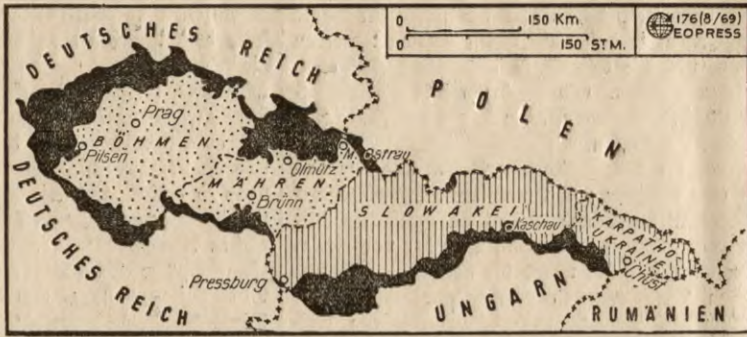 0 150 Km.
0 150 ST.M.
176 (8/69)
GEOPRESS
DEUTSCHES REICH
POLEN
Prag
BÖHMEN
Pilsen
M. Ostrau
Olmütz
MÄHREN
Brünn
DEUTSCHES REICH
SLOWAKEI
Kaschau
KARPATHO
UKRAINE
Chust
Pressburg
UNGARN
RUMÄNIEN